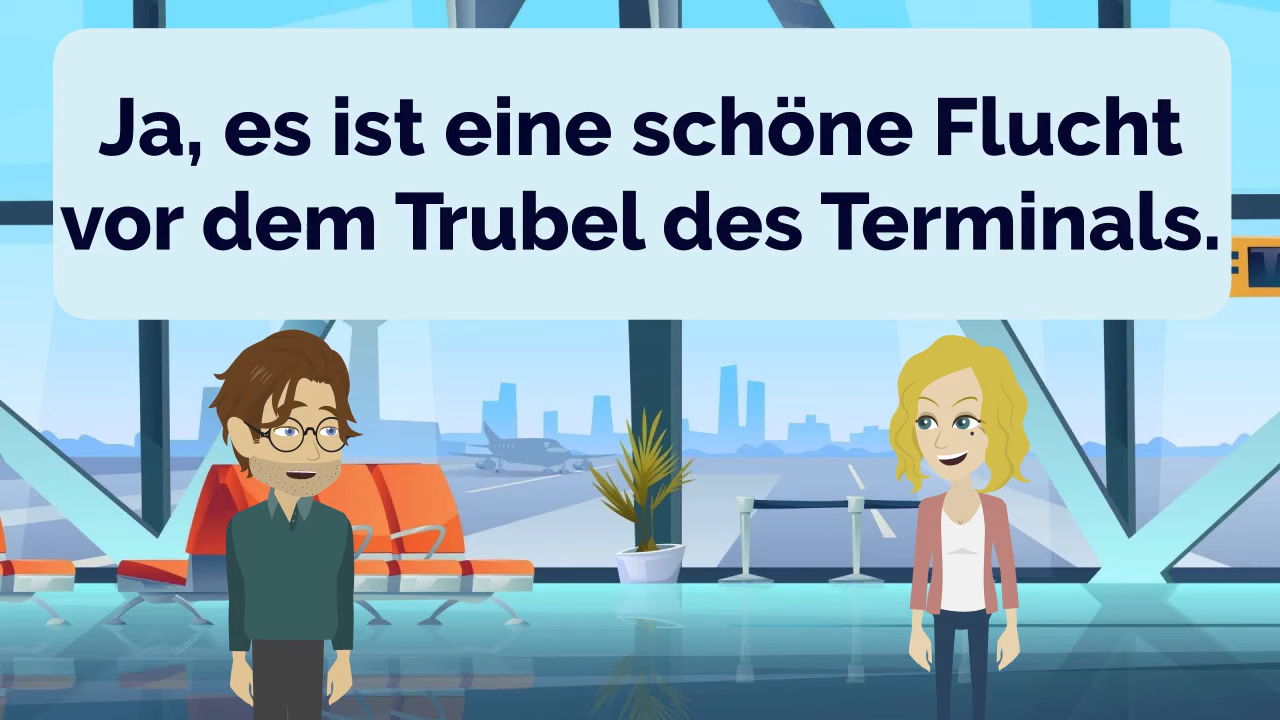 Ja, es ist eine schöne Flucht
vor dem Trubel des Terminals.